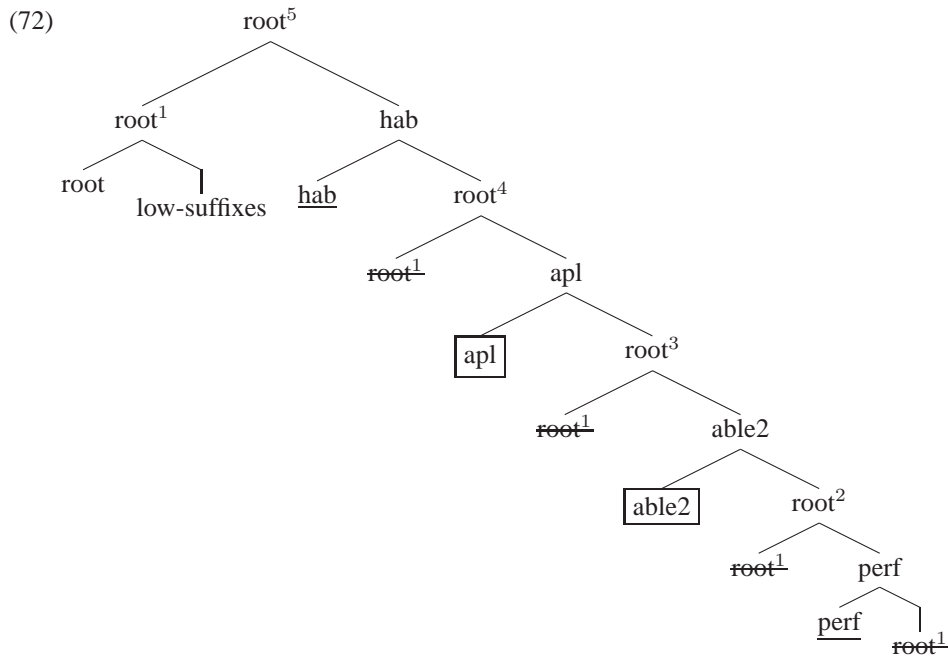 (72) root⁵
root¹ hab
root low-suffixes hab root⁴
root¹ apl
apl root³
root¹ able2
able2 root²
root¹ perf
perf root¹